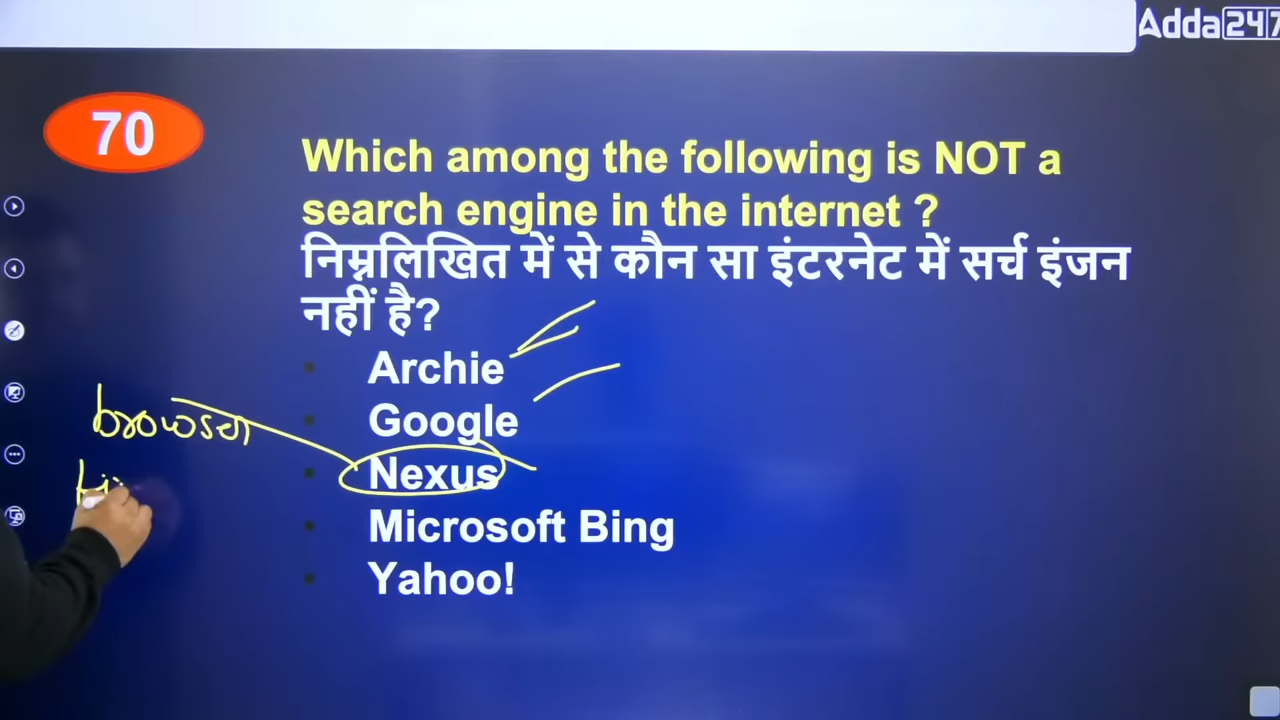 Adda247
70
Which among the following is NOT a
search engine in the internet ?
निम्नलिखित में से कौन सा इंटरनेट में सर्च इंजन
नहीं है?
Archie
Google
browser
Nexus
Microsoft Bing
Yahoo!